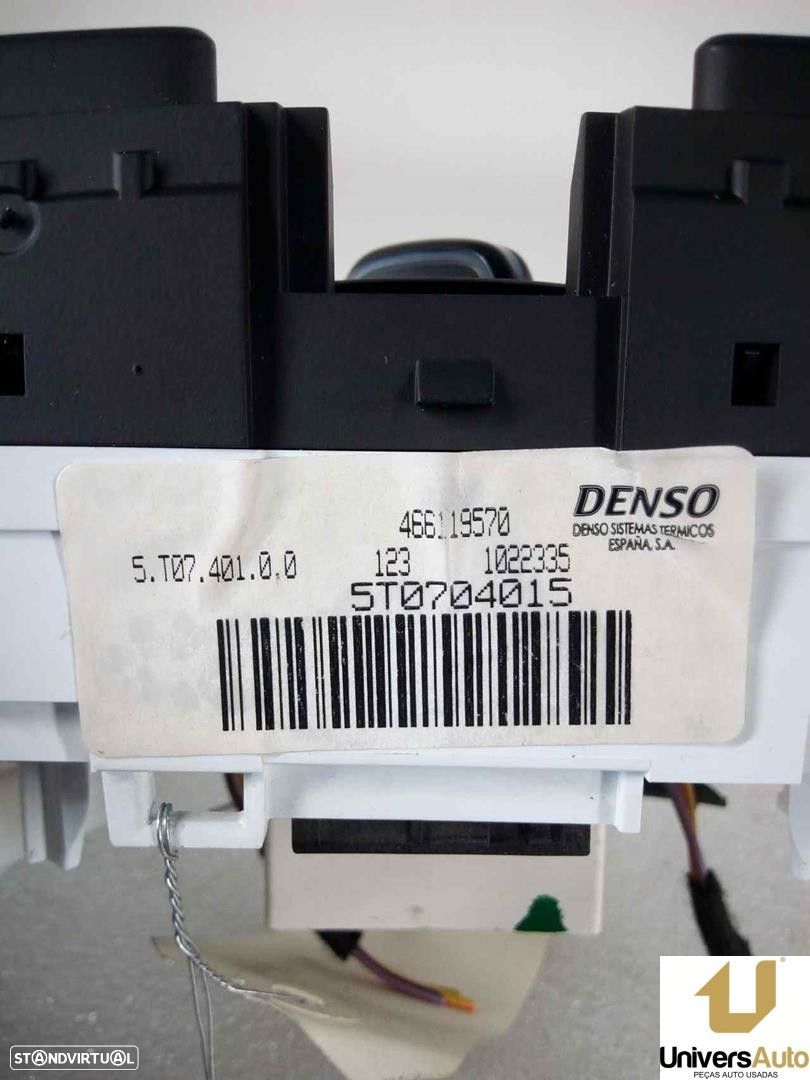 466119570
DENSO
DENSO SISTEMAS TERMICOS
ESPAÑA, S.A.
5.T07.401.0.0
123
1022335
5T0704015
STANDVIRTUAL
UniversAuto
PEÇAS AUTO USADAS